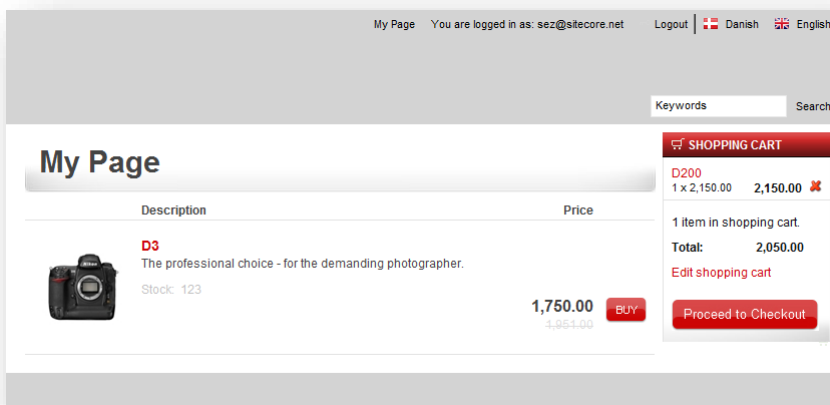 My Page You are logged in as: sez@sitecore.net Logout Danish English
Keywords Search
My Page
Description Price
D3
The professional choice - for the demanding photographer.
Stock: 123
1,750.00 BUY
1,951.00
SHOPPING CART
D200
1 x 2,150.00 2,150.00
1 item in shopping cart.
Total: 2,050.00
Edit shopping cart
Proceed to Checkout